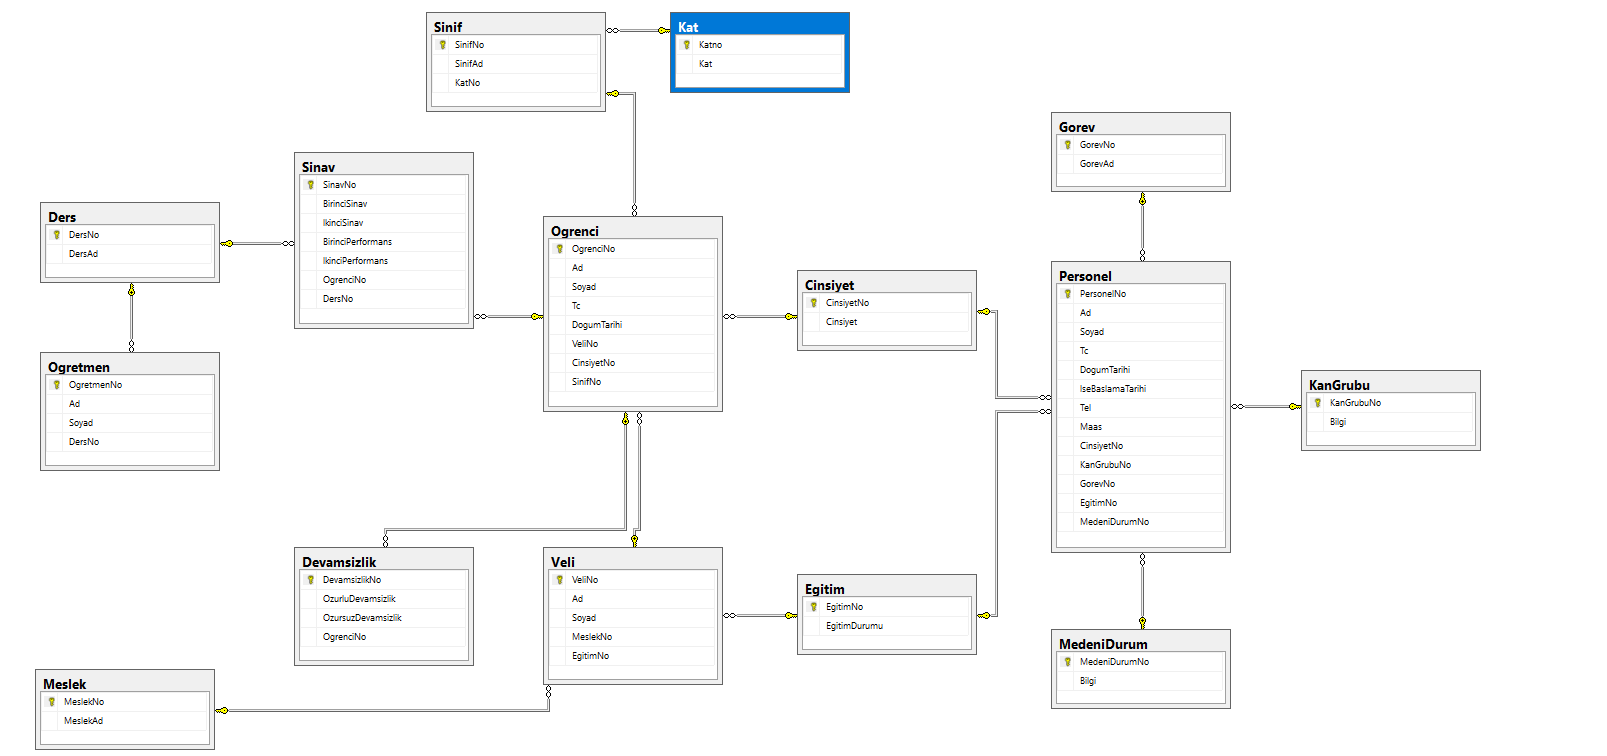 Sinif
SinifNo
SinifAd
KatNo
Kat
Katno
Kat
Gorev
GorevNo
GorevAd
Sinav
SinavNo
BirinciSinav
IkinciSinav
BirinciPerformans
IkinciPerformans
OgrenciNo
DersNo
Ders
DersNo
DersAd
Ogrenci
OgrenciNo
Ad
Soyad
Tc
DogumTarihi
VeliNo
CinsiyetNo
SinifNo
Cinsiyet
CinsiyetNo
Cinsiyet
Personel
PersonelNo
Ad
Soyad
Tc
DogumTarihi
IseBaslamaTarihi
Tel
Maas
CinsiyetNo
KanGrubuNo
GorevNo
EgitimNo
MedeniDurumNo
Ogretmen
OgretmenNo
Ad
Soyad
DersNo
KanGrubu
KanGrubuNo
Bilgi
Devamsizlik
DevamsizlikNo
OzurluDevamsizlik
OzursuzDevamsizlik
OgrenciNo
Veli
VeliNo
Ad
Soyad
MeslekNo
EgitimNo
Egitim
EgitimNo
EgitimDurumu
MedeniDurum
MedeniDurumNo
Bilgi
Meslek
MeslekNo
MeslekAd